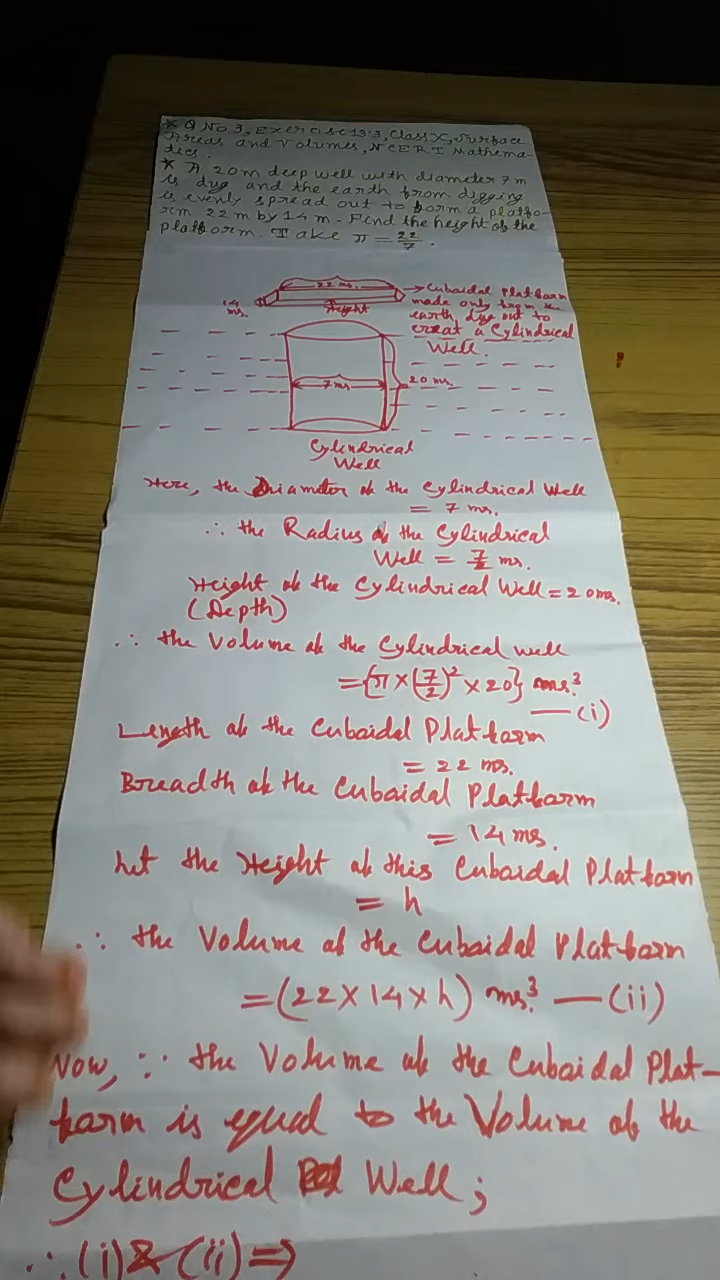 * Q No 3, Exercise 13.3, Class X, Surface
Areas and Volumes, NCERT Mathema-
tics.
* A 20m deep well with diameter 7m
is dug and the earth from digging
is evenly spread out to form a platfo-
rm 22m by 14m. Find the height of the
platform. Take π = 22/7.
22 ms.
14
ms.
Height
→ Cuboidal Platform
made only from the
earth, dug out to
creat a Cylindrical
Well.
7 ms
20 ms.
Cylindrical
Well
Here, the Diameter of the Cylindrical Well
= 7 ms.
∴ the Radius of the Cylindrical
Well = 7/2 ms.
Height of the Cylindrical Well = 20 ms.
(Depth)
∴ the Volume of the Cylindrical well
= {π × (7/2)² × 20} ms.³
—(i)
Length of the Cuboidal Platform
= 22 ms.
Breadth of the Cuboidal Platform
= 14 ms.
Let the Height of this Cuboidal Platform
= h
∴ the Volume of the Cuboidal Platform
= (22 × 14 × h) ms.³ —(ii)
Now, ∵ the Volume of the Cuboidal Plat-
form is equal to the Volume of the
Cylindrical Well;
∴ (i) & (ii) ⇒